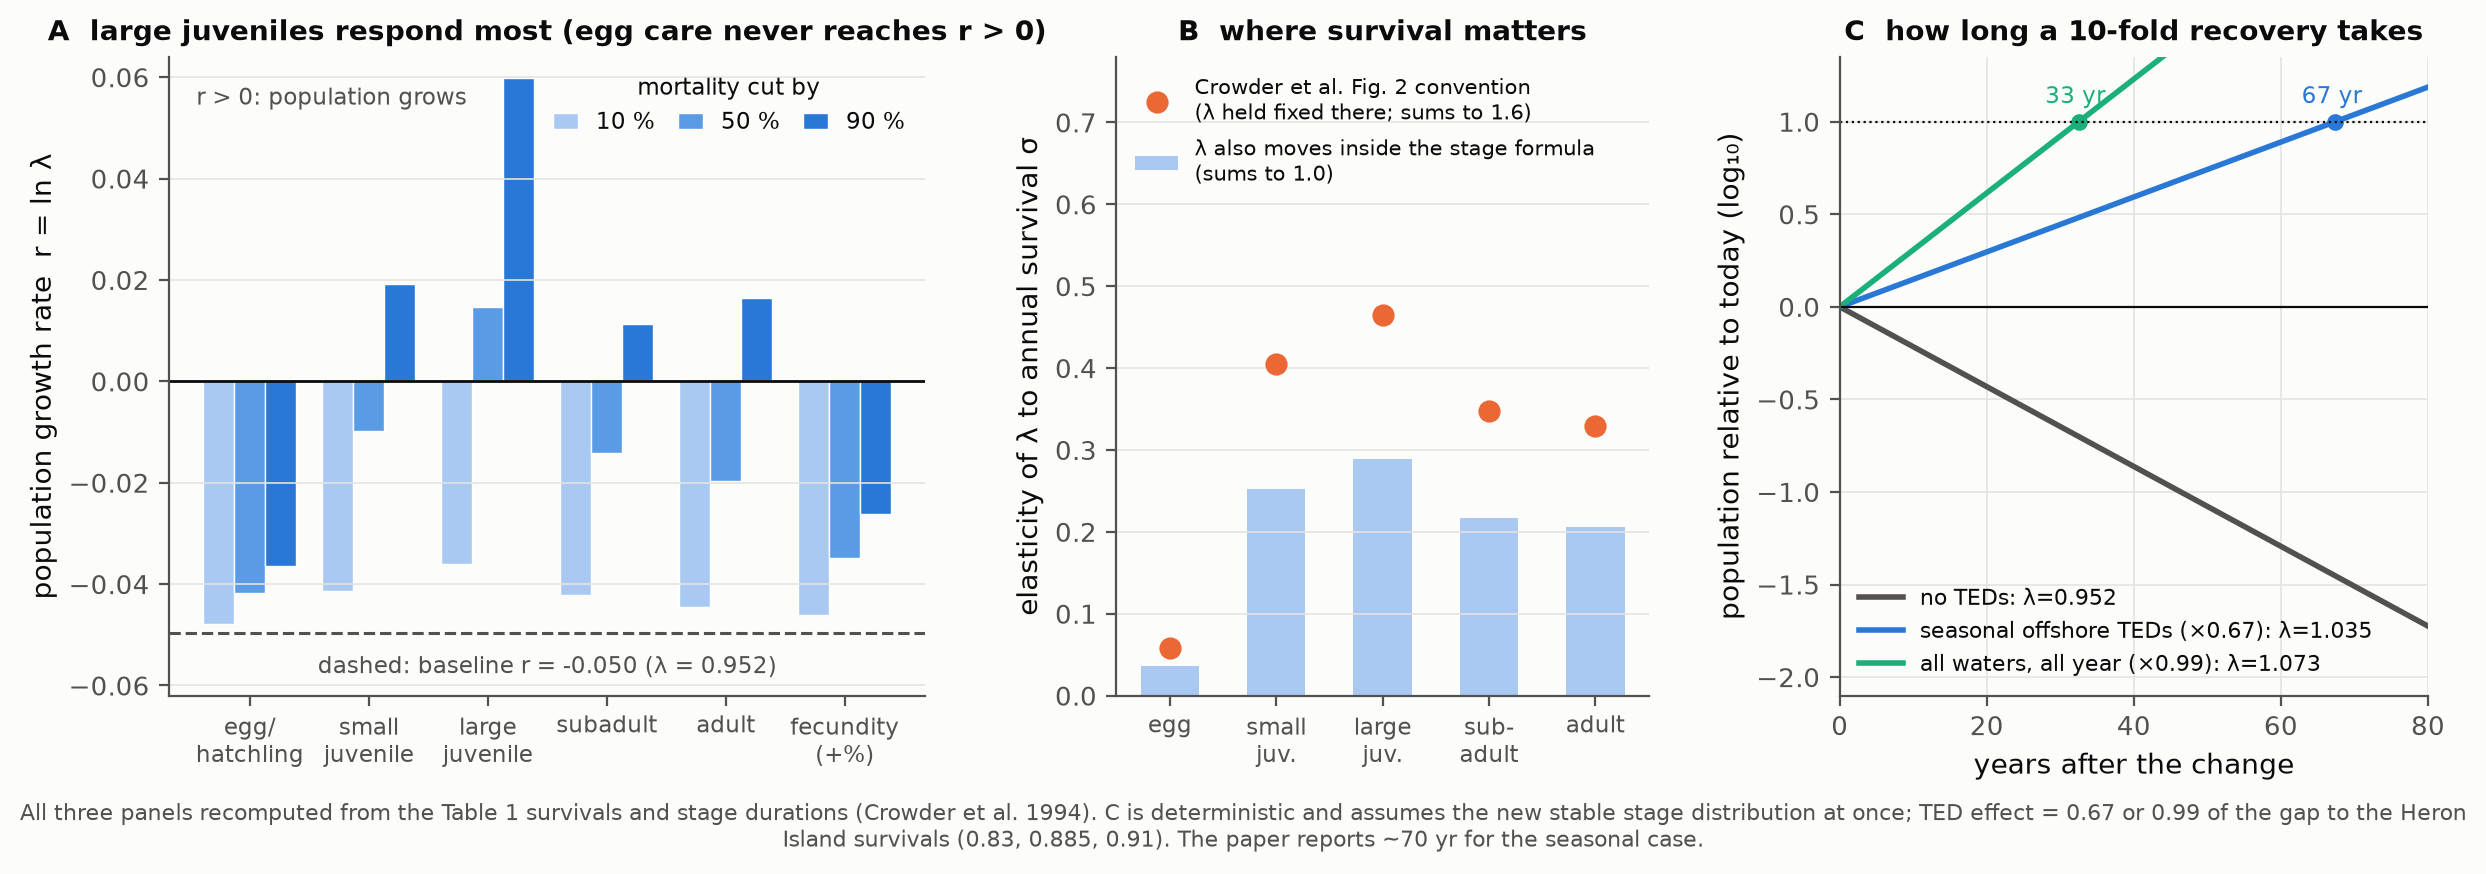 A large juveniles respond most (egg care never reaches r > 0)
population growth rate r = ln λ
0.06
0.04
0.02
0.00
−0.02
−0.04
−0.06
r > 0: population grows
mortality cut by
10 % 50 % 90 %
dashed: baseline r = -0.050 (λ = 0.952)
egg/
hatchling
small
juvenile
large
juvenile
subadult
adult
fecundity
(+%)
B where survival matters
elasticity of λ to annual survival σ
0.7
0.6
0.5
0.4
0.3
0.2
0.1
0.0
Crowder et al. Fig. 2 convention
(λ held fixed there; sums to 1.6)
λ also moves inside the stage formula
(sums to 1.0)
egg
small
juv.
large
juv.
sub-
adult
adult
C how long a 10-fold recovery takes
population relative to today (log₁₀)
1.0
0.5
0.0
−0.5
−1.0
−1.5
−2.0
33 yr
67 yr
no TEDs: λ=0.952
seasonal offshore TEDs (×0.67): λ=1.035
all waters, all year (×0.99): λ=1.073
0 20 40 60 80
years after the change
All three panels recomputed from the Table 1 survivals and stage durations (Crowder et al. 1994). C is deterministic and assumes the new stable stage distribution at once; TED effect = 0.67 or 0.99 of the gap to the Heron
Island survivals (0.83, 0.885, 0.91). The paper reports ~70 yr for the seasonal case.